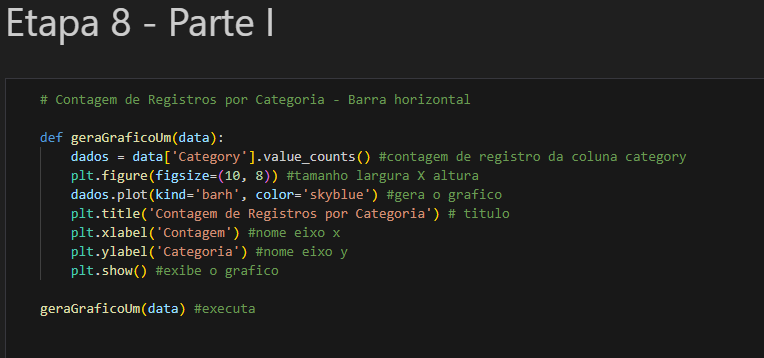 Etapa 8 - Parte I
# Contagem de Registros por Categoria - Barra horizontal
def geraGraficoUm(data):
dados = data['Category'].value_counts() #contagem de registro da coluna category
plt.figure(figsize=(10, 8)) #tamanho largura X altura
dados.plot(kind='barh', color='skyblue') #gera o grafico
plt.title('Contagem de Registros por Categoria') # titulo
plt.xlabel('Contagem') #nome eixo x
plt.ylabel('Categoria') #nome eixo y
plt.show() #exibe o grafico
geraGraficoUm(data) #executa